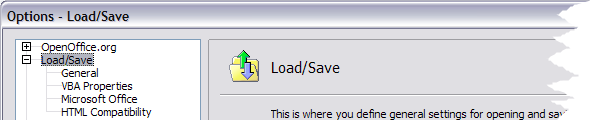 Options - Load/Save
OpenOffice.org
Load/Save
General
VBA Properties
Microsoft Office
HTML Compatibility
Load/Save
This is where you define general settings for opening and